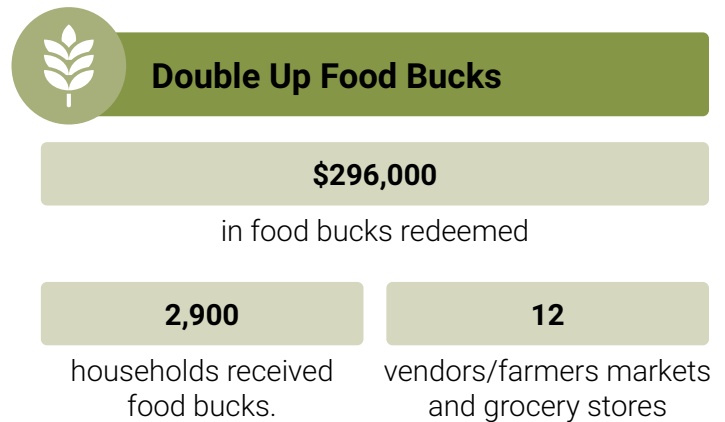 Double Up Food Bucks
$296,000
in food bucks redeemed
2,900
households received
food bucks.
12
vendors/farmers markets
and grocery stores